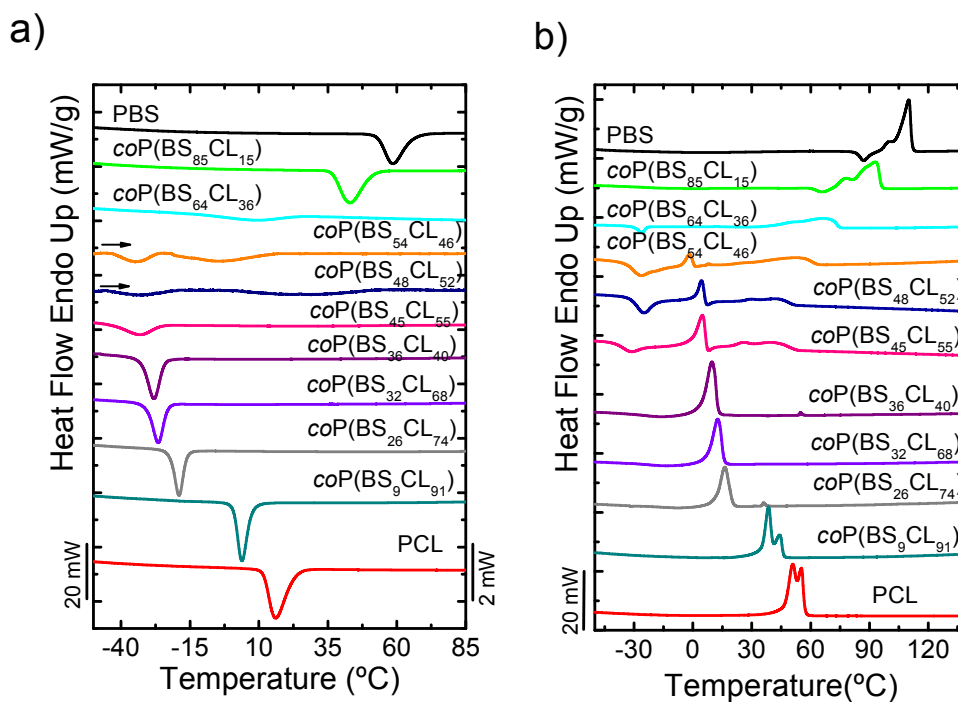 a)
Heat Flow Endo Up (mW/g)
PBS
coP(BS85CL15)
coP(BS64CL36)
coP(BS54CL46)
coP(BS48CL52)
coP(BS45CL55)
coP(BS36CL40)
coP(BS32CL68)
coP(BS26CL74)
coP(BS9CL91)
PCL
20 mW
2 mW
-40 -15 10 35 60 85
Temperature (ºC)
b)
Heat Flow Endo Up (mW/g)
PBS
coP(BS85CL15)
coP(BS64CL36)
coP(BS54CL46)
coP(BS48CL52)
coP(BS45CL55)
coP(BS36CL40)
coP(BS32CL68)
coP(BS26CL74)
coP(BS9CL91)
PCL
20 mW
-30 0 30 60 90 120
Temperature(ºC)